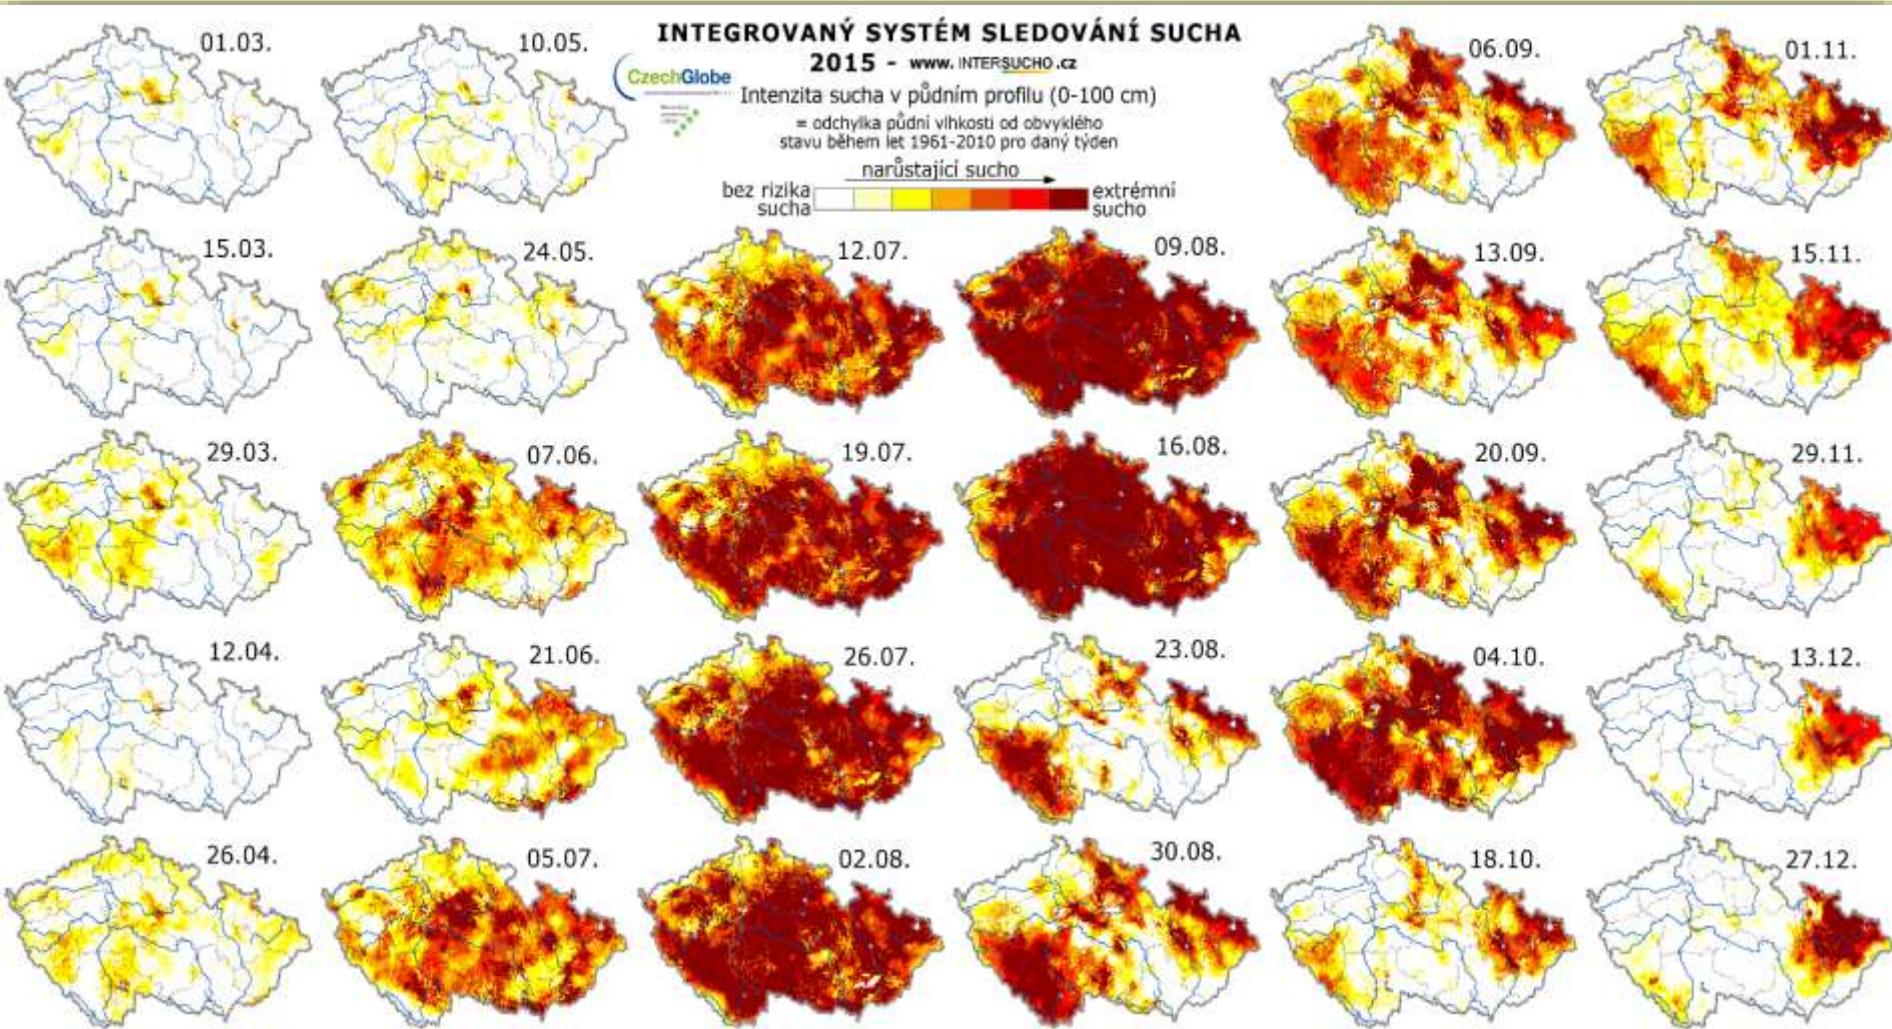 INTEGROVANÝ SYSTÉM SLEDOVÁNÍ SUCHA
2015 - www. INTERSUCHO.cz
CzechGlobe
Intenzita sucha v půdním profilu (0-100 cm)
= odchylka půdní vlhkosti od obvyklého
stavu během let 1961-2010 pro daný týden
narůstající sucho
bez rizika
sucha
extrémní
sucho
01.03.
15.03.
29.03.
12.04.
26.04.
10.05.
24.05.
07.06.
21.06.
05.07.
12.07.
19.07.
26.07.
02.08.
09.08.
16.08.
23.08.
30.08.
06.09.
13.09.
20.09.
04.10.
18.10.
01.11.
15.11.
29.11.
13.12.
27.12.